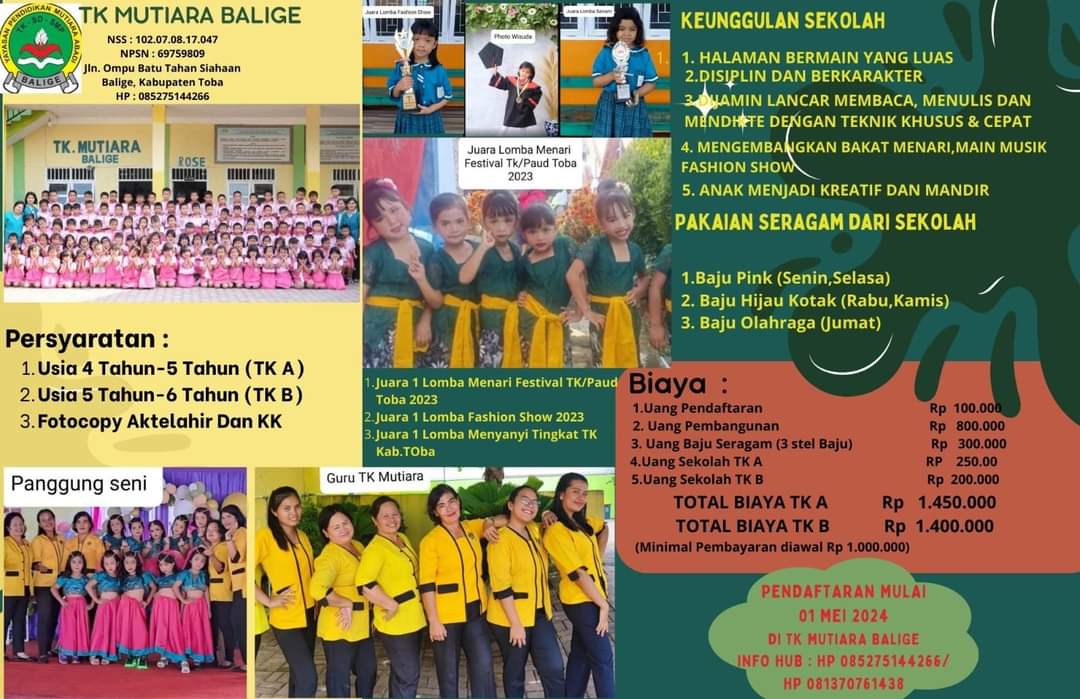 TK MUTIARA BALIGE
YAYASAN PENDIDIKAN MUTIARA ABADI
TK - SD - SMP
BALIGE
NSS : 102.07.08.17.047
NPSN : 69759809
Jln. Ompu Batu Tahan Siahaan
Balige, Kabupaten Toba
HP : 085275144266
TK. MUTIARA
BALIGE
ROSE
Persyaratan :
1. Usia 4 Tahun-5 Tahun (TK A)
2. Usia 5 Tahun-6 Tahun (TK B)
3. Fotocopy Aktelahir Dan KK
Panggung seni
Juara Lomba Fashion Show
Photo Wisuda
Juara Lomba Senam
Juara Lomba Menari
Festival Tk/Paud Toba
2023
1. Juara 1 Lomba Menari Festival TK/Paud
Toba 2023
2. Juara 1 Lomba Fashion Show 2023
3. Juara 1 Lomba Menyanyi Tingkat TK
Kab.TOba
Guru TK Mutiara
KEUNGGULAN SEKOLAH
1. HALAMAN BERMAIN YANG LUAS
2.DISIPLIN DAN BERKARAKTER
3.DIJAMIN LANCAR MEMBACA, MENULIS DAN
MENDIKTE DENGAN TEKNIK KHUSUS & CEPAT
4. MENGEMBANGKAN BAKAT MENARI,MAIN MUSIK
FASHION SHOW
5. ANAK MENJADI KREATIF DAN MANDIR
PAKAIAN SERAGAM DARI SEKOLAH
1.Baju Pink (Senin,Selasa)
2. Baju Hijau Kotak (Rabu,Kamis)
3. Baju Olahraga (Jumat)
Biaya :
1.Uang Pendaftaran Rp 100.000
2. Uang Pembangunan Rp 800.000
3. Uang Baju Seragam (3 stel Baju) Rp 300.000
4.Uang Sekolah TK A RP 250.00
5.Uang Sekolah TK B Rp 200.000
TOTAL BIAYA TK A Rp 1.450.000
TOTAL BIAYA TK B Rp 1.400.000
(Minimal Pembayaran diawal Rp 1.000.000)
PENDAFTARAN MULAI
01 MEI 2024
DI TK MUTIARA BALIGE
INFO HUB : HP 085275144266/
HP 081370761438